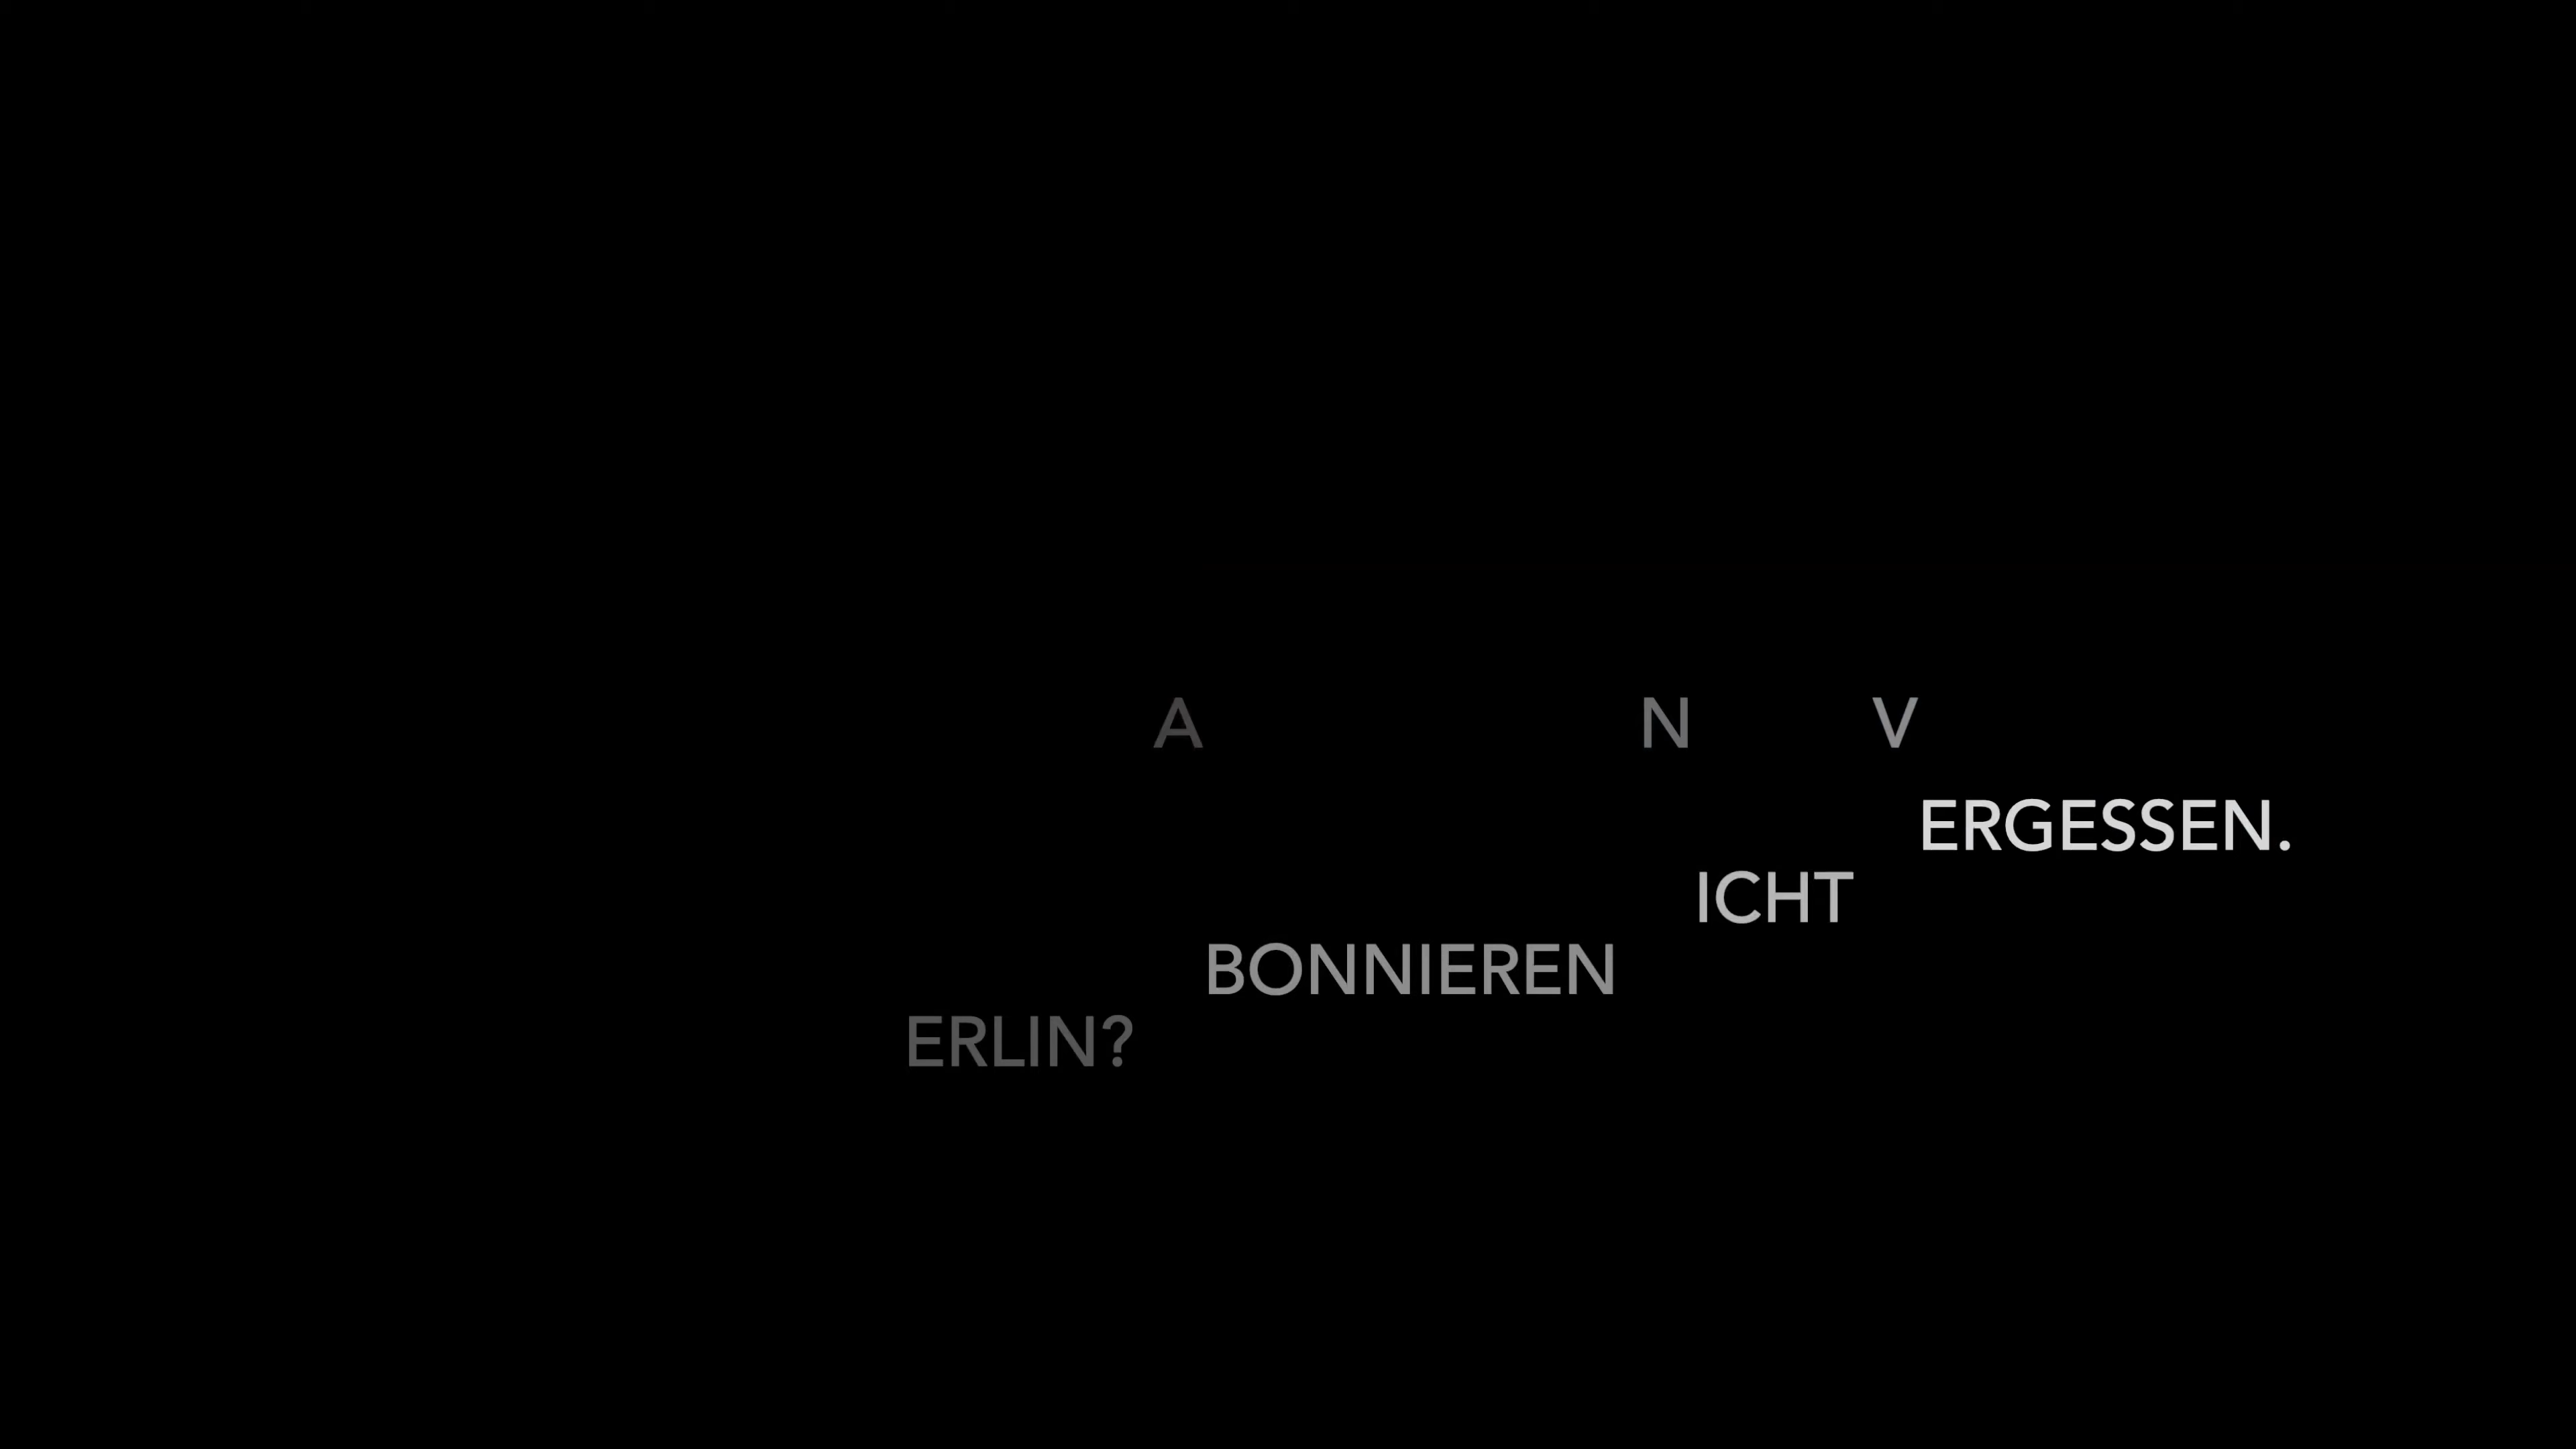 A N V
ERGESSEN.
ICHT
BONNIEREN
ERLIN?